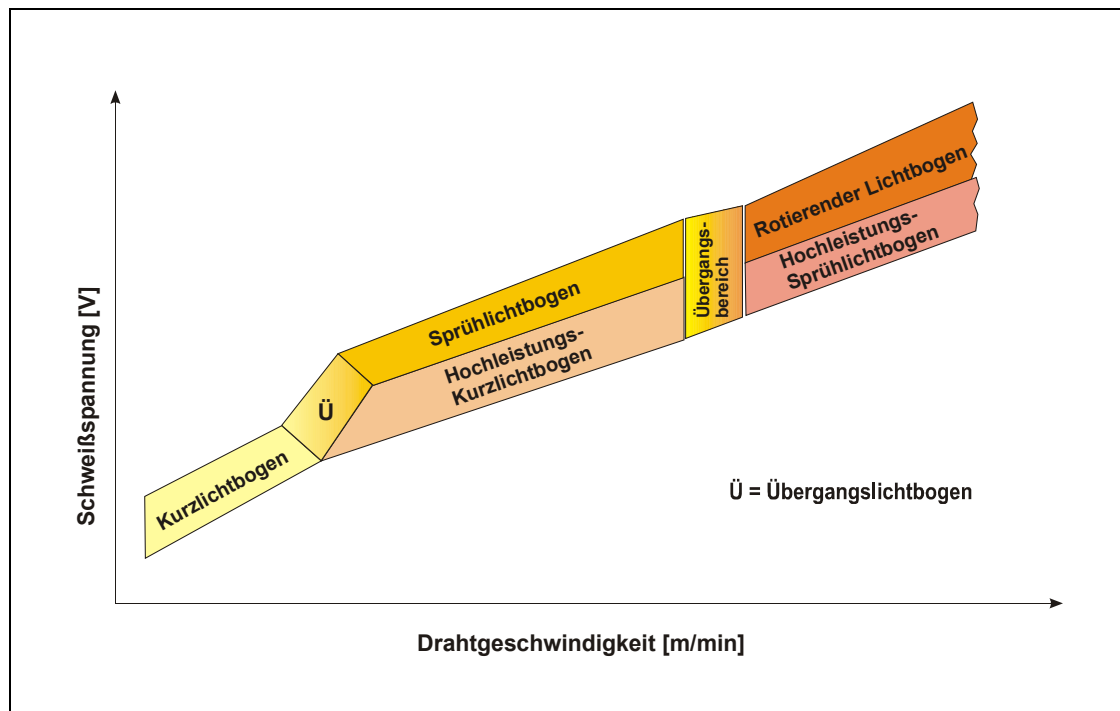 Schweißspannung [V]
Kurzlichtbogen
Ü
Sprühlichtbogen
Hochleistungs-
Kurzlichtbogen
Übergangs-
bereich
Rotierender Lichtbogen
Hochleistungs-
Sprühlichtbogen
Ü = Übergangslichtbogen
Drahtgeschwindigkeit [m/min]